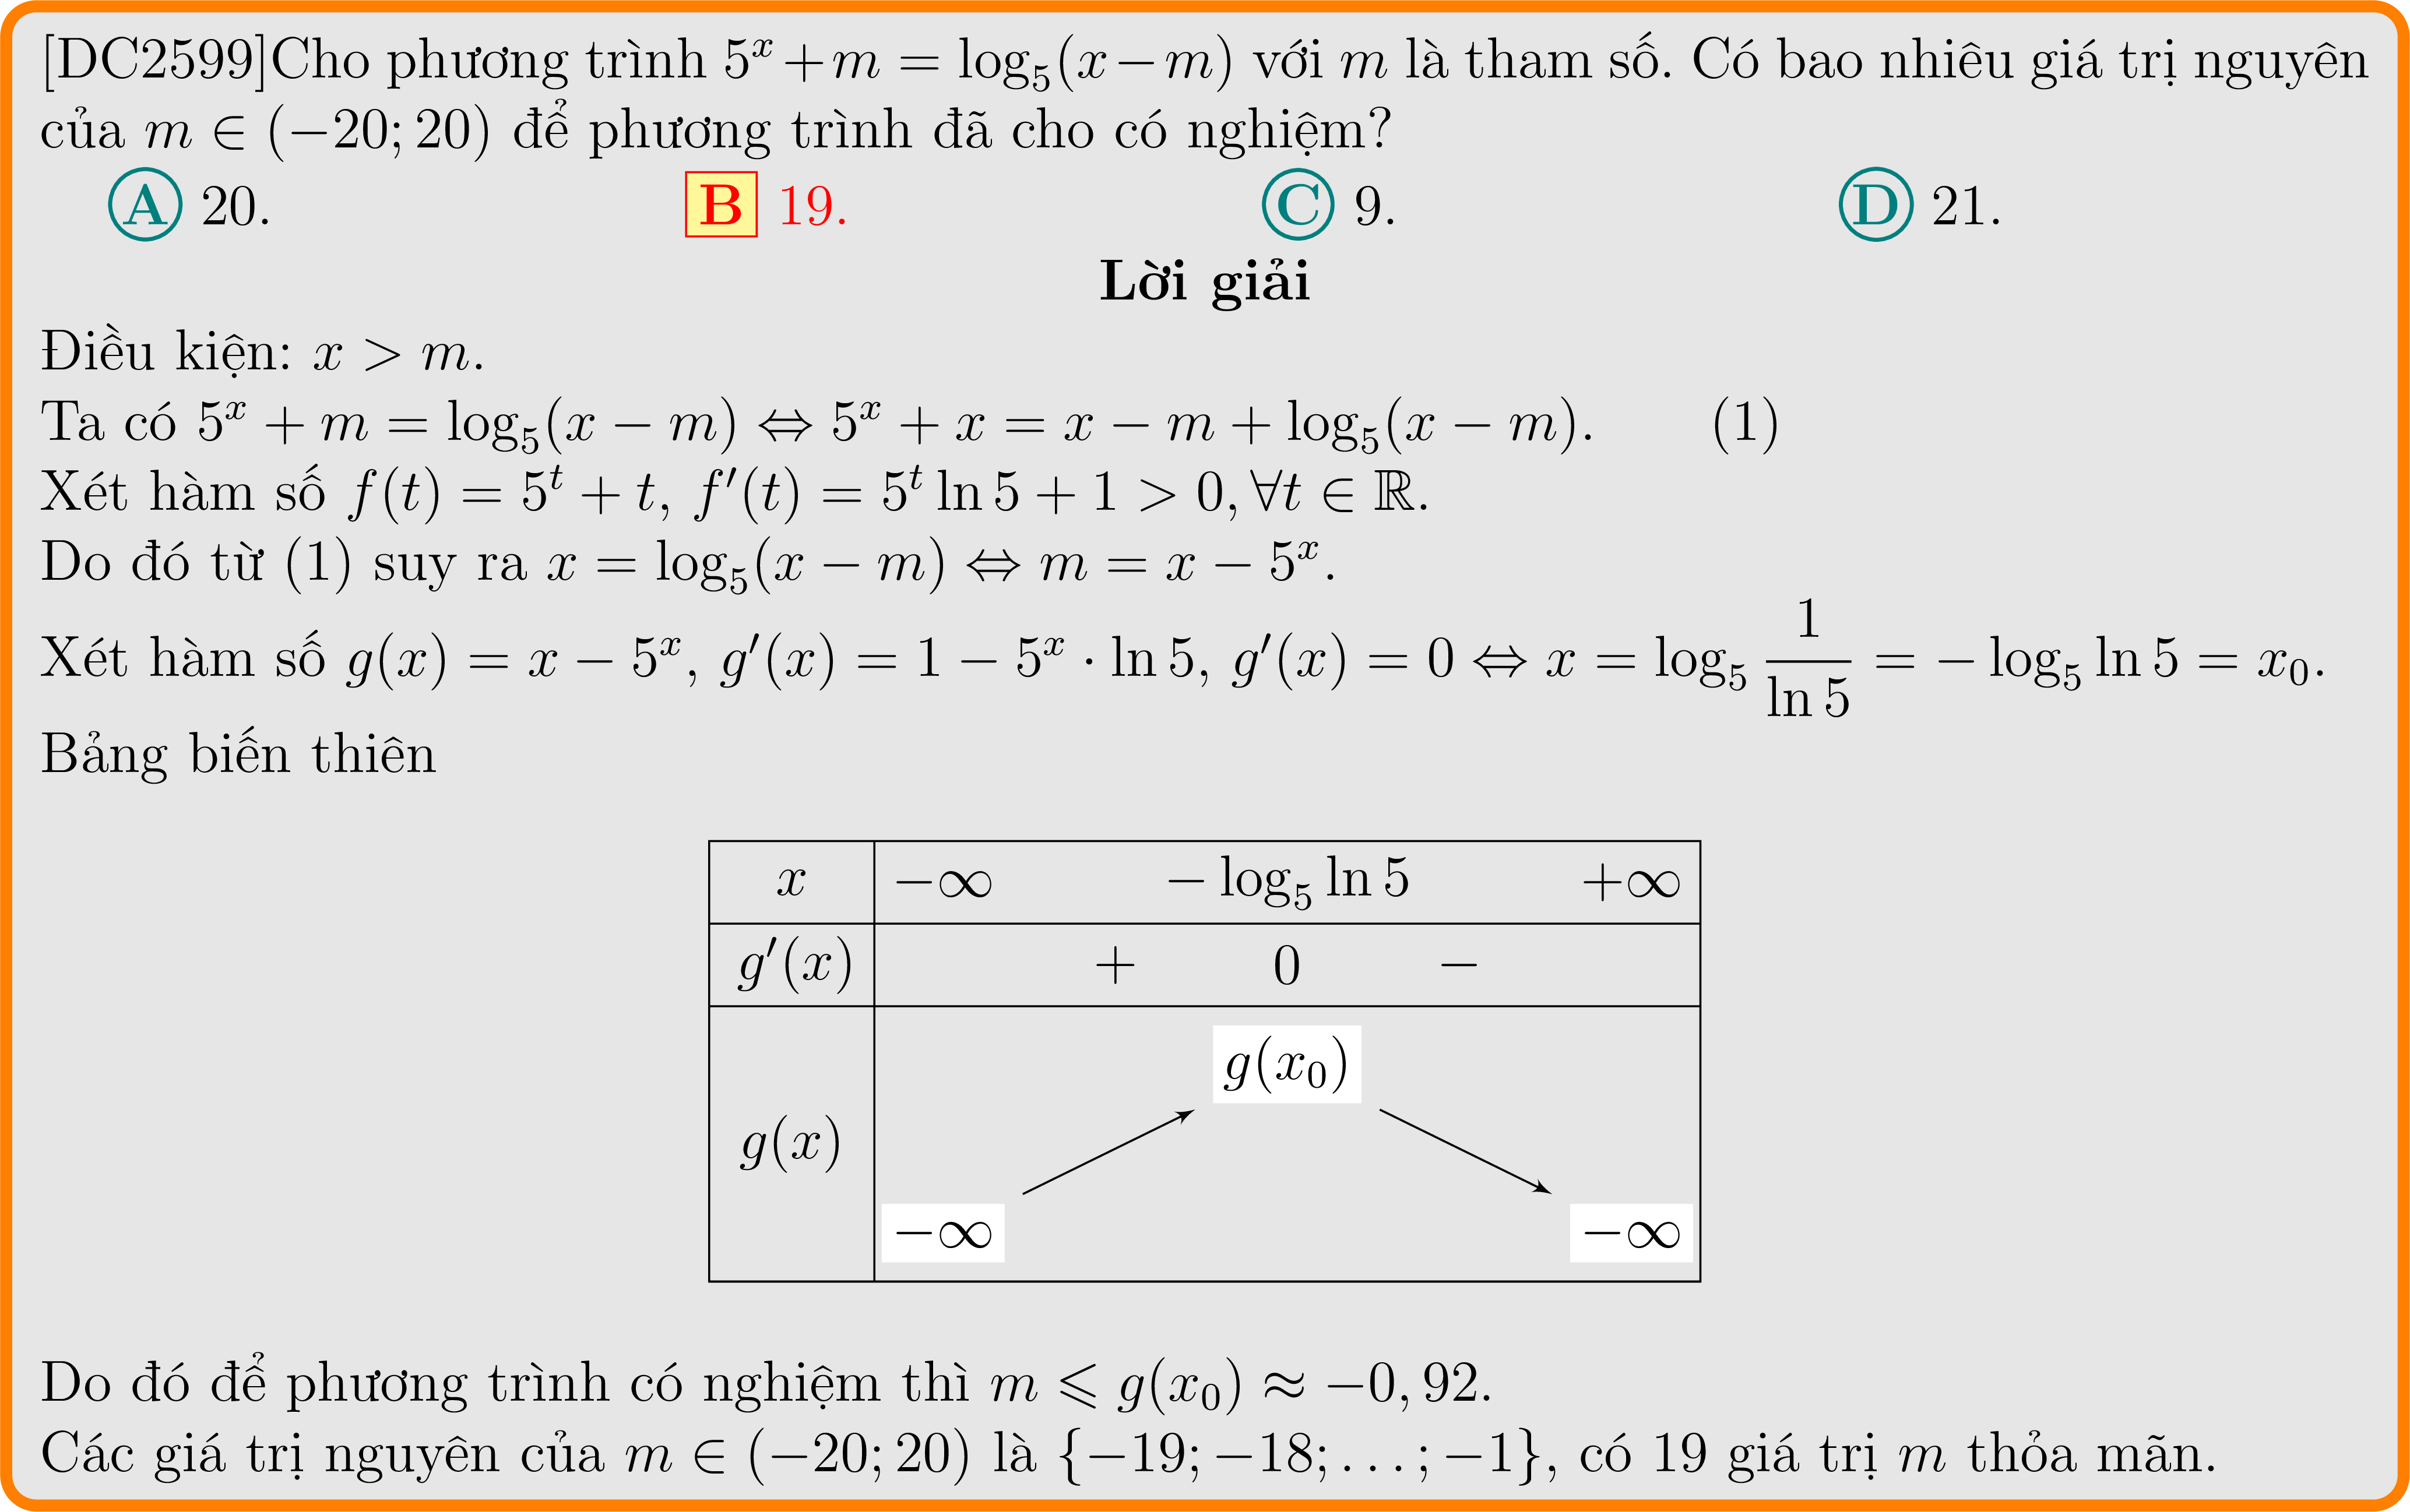 [DC2599]Cho phương trình $5^x + m = \log_5(x - m)$ với $m$ là tham số. Có bao nhiêu giá trị nguyên
của $m \in (-20; 20)$ để phương trình đã cho có nghiệm?
A 20. B 19. C 9. D 21.
Lời giải
Điều kiện: $x > m$.
Ta có $5^x + m = \log_5(x - m) \Leftrightarrow 5^x + x = x - m + \log_5(x - m)$. (1)
Xét hàm số $f(t) = 5^t + t$, $f'(t) = 5^t \ln 5 + 1 > 0, \forall t \in \mathbb{R}$.
Do đó từ (1) suy ra $x = \log_5(x - m) \Leftrightarrow m = x - 5^x$.
Xét hàm số $g(x) = x - 5^x$, $g'(x) = 1 - 5^x \cdot \ln 5$, $g'(x) = 0 \Leftrightarrow x = \log_5 \frac{1}{\ln 5} = -\log_5 \ln 5 = x_0$.
Bảng biến thiên
$x$ $-\infty$ $-\log_5 \ln 5$ $+\infty$
$g'(x)$ + 0 −
$g(x_0)$
$g(x)$
$-\infty$ $-\infty$
Do đó để phương trình có nghiệm thì $m \leqslant g(x_0) \approx -0,92$.
Các giá trị nguyên của $m \in (-20; 20)$ là $\{-19; -18; \ldots; -1\}$, có 19 giá trị $m$ thỏa mãn.